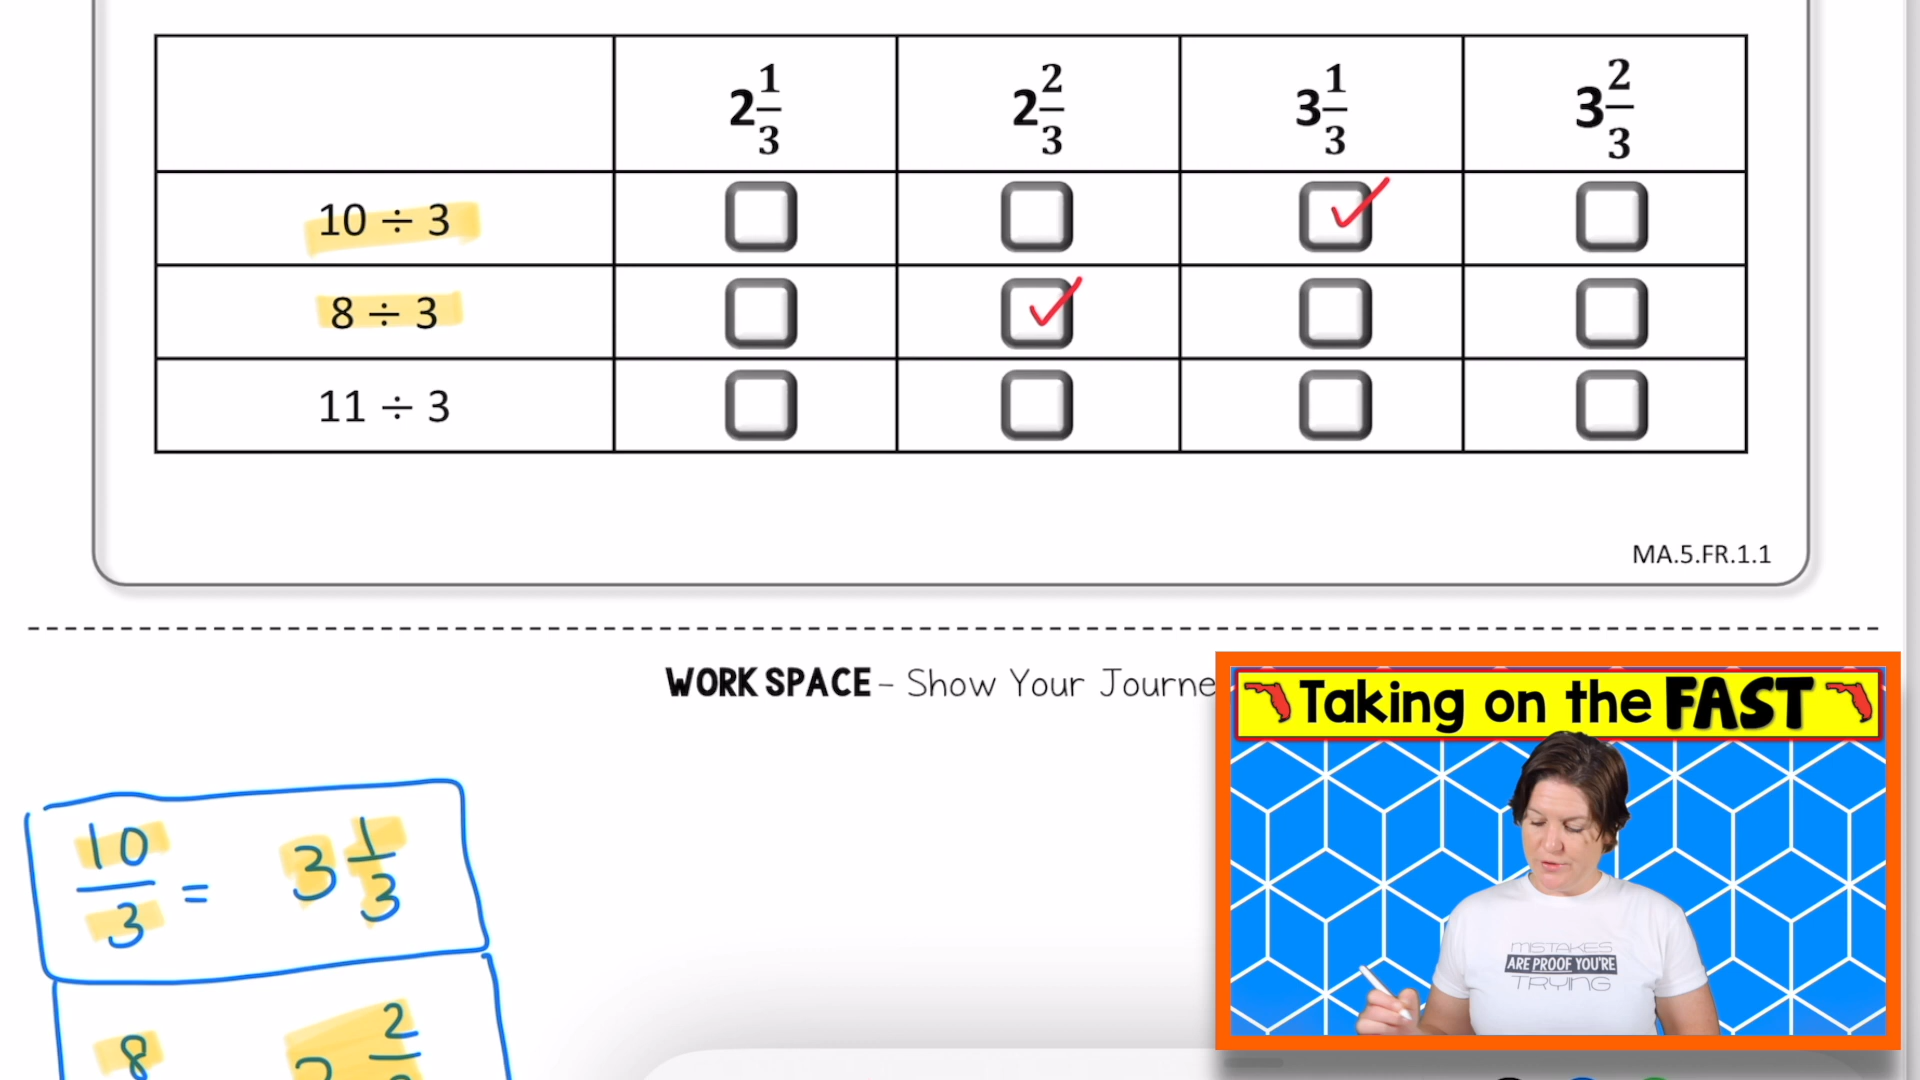 2 1/3 2 2/3 3 1/3 3 2/3
10 ÷ 3
8 ÷ 3
11 ÷ 3
MA.5.FR.1.1
WORK SPACE - Show Your Journe
10/3 = 3 1/3
8 2
Taking on the FAST
MISTAKES
ARE PROOF YOU'RE
TRYING